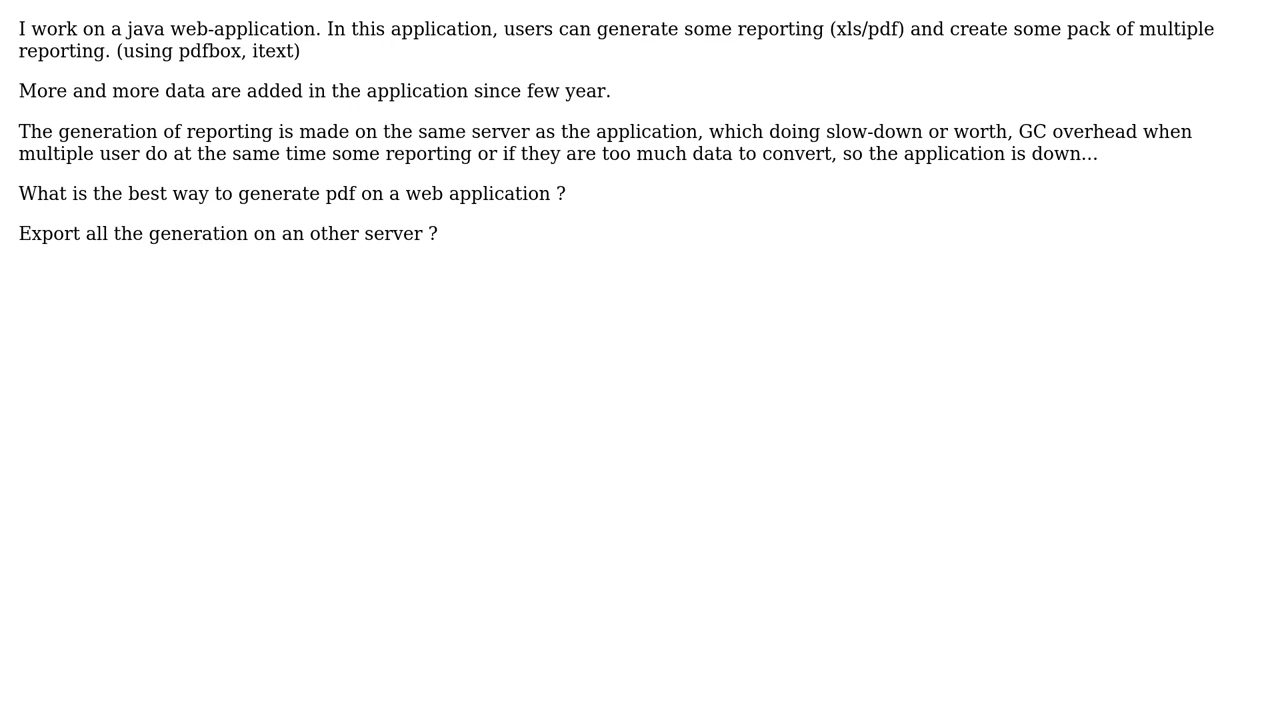 I work on a java web-application. In this application, users can generate some reporting (xls/pdf) and create some pack of multiple
reporting. (using pdfbox, itext)
More and more data are added in the application since few year.
The generation of reporting is made on the same server as the application, which doing slow-down or worth, GC overhead when
multiple user do at the same time some reporting or if they are too much data to convert, so the application is down...
What is the best way to generate pdf on a web application ?
Export all the generation on an other server ?